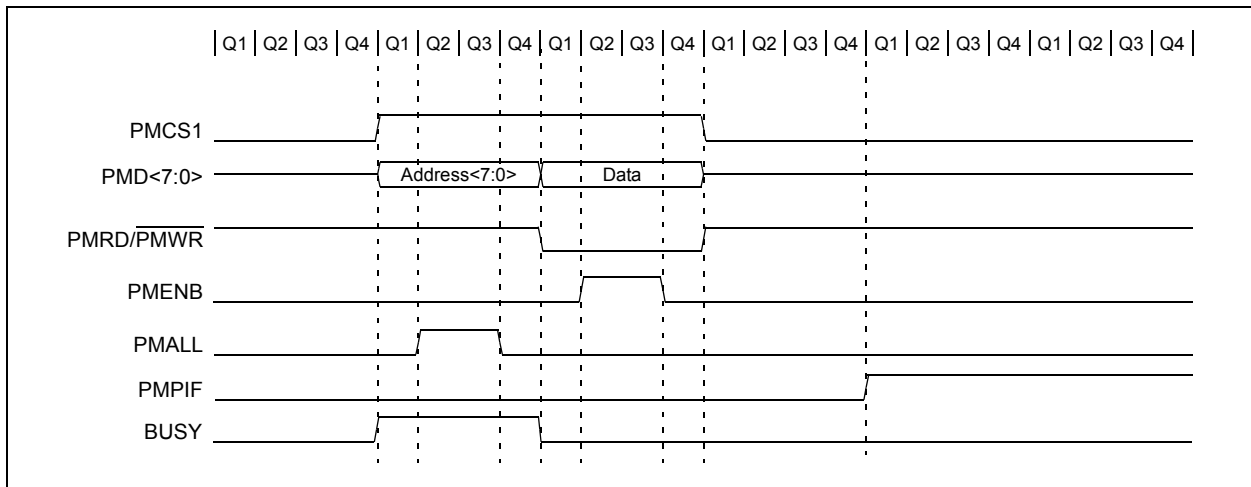 Q1 Q2 Q3 Q4 Q1 Q2 Q3 Q4 Q1 Q2 Q3 Q4 Q1 Q2 Q3 Q4 Q1 Q2 Q3 Q4 Q1 Q2 Q3 Q4
PMCS1
PMD<7:0> Address<7:0> Data
PMRD/PMWR
PMENB
PMALL
PMPIF
BUSY